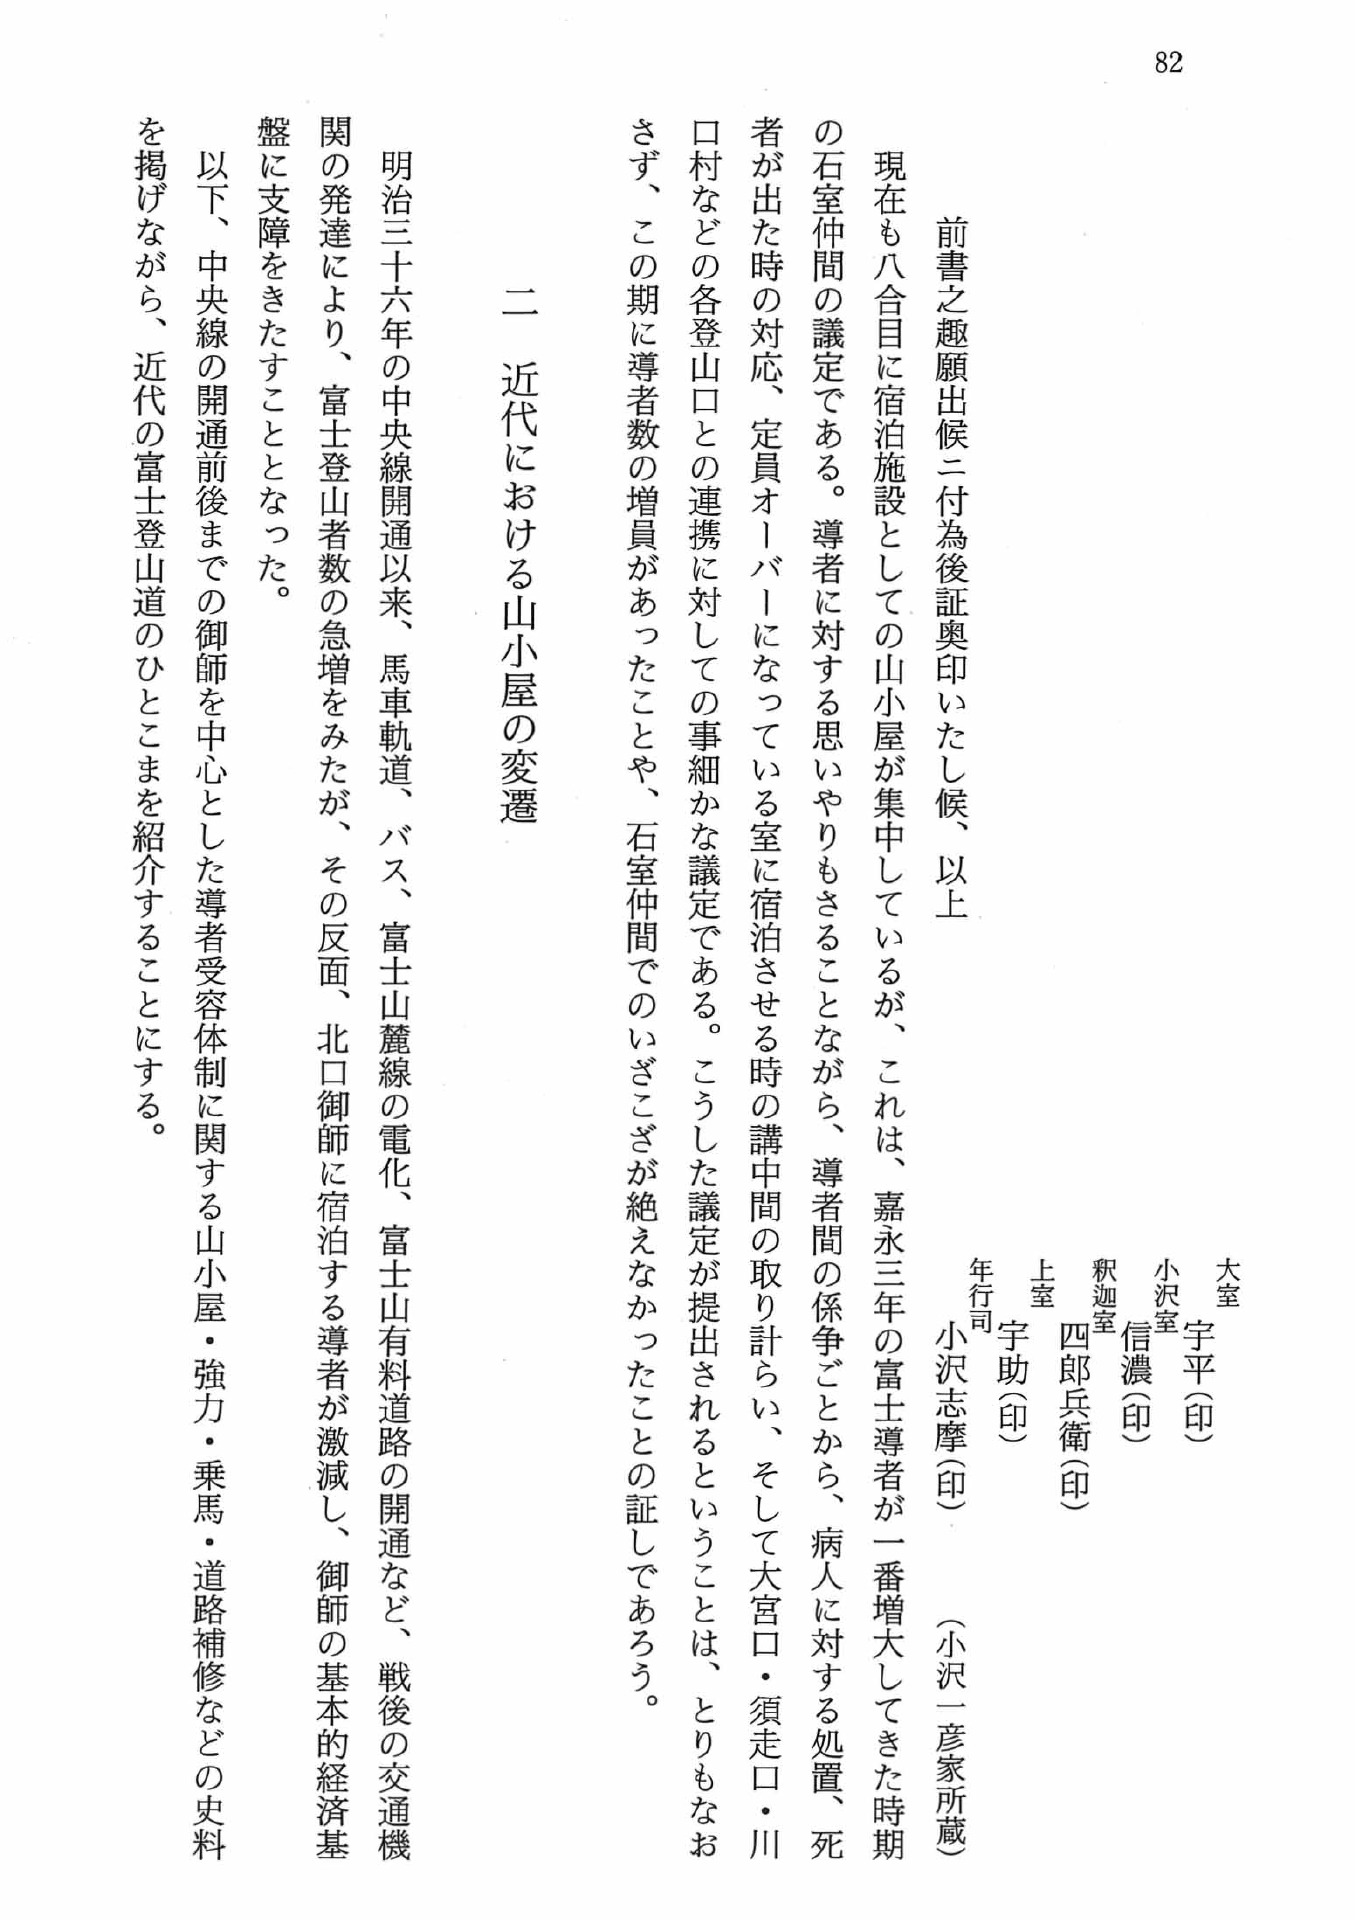 82
大室
宇平(印)
小沢室
信濃(印)
釈迦室
四郎兵衛(印)
上室
宇助(印)
年行司
小沢志摩(印)
前書之趣願出候ニ付為後証奥印いたし候、以上
(小沢一彦家所蔵)
現在も八合目に宿泊施設としての山小屋が集中しているが、これは、嘉永三年の富士導者が一番増大してきた時期
の石室仲間の議定である。導者に対する思いやりもさることながら、導者間の係争ごとから、病人に対する処置、死
者が出た時の対応、定員オーバーになっている室に宿泊させる時の講中間の取り計らい、そして大宮口・須走口・川
口村などの各登山口との連携に対しての事細かな議定である。こうした議定が提出されるということは、とりもなお
さず、この期に導者数の増員があったことや、石室仲間でのいざこざが絶えなかったことの証しであろう。
二　近代における山小屋の変遷
明治三十六年の中央線開通以来、馬車軌道、バス、富士山麓線の電化、富士山有料道路の開通など、戦後の交通機
関の発達により、富士登山者数の急増をみたが、その反面、北口御師に宿泊する導者が激減し、御師の基本的経済基
盤に支障をきたすこととなった。
以下、中央線の開通前後までの御師を中心とした導者受容体制に関する山小屋・強力・乗馬・道路補修などの史料
を掲げながら、近代の富士登山道のひとこまを紹介することにする。